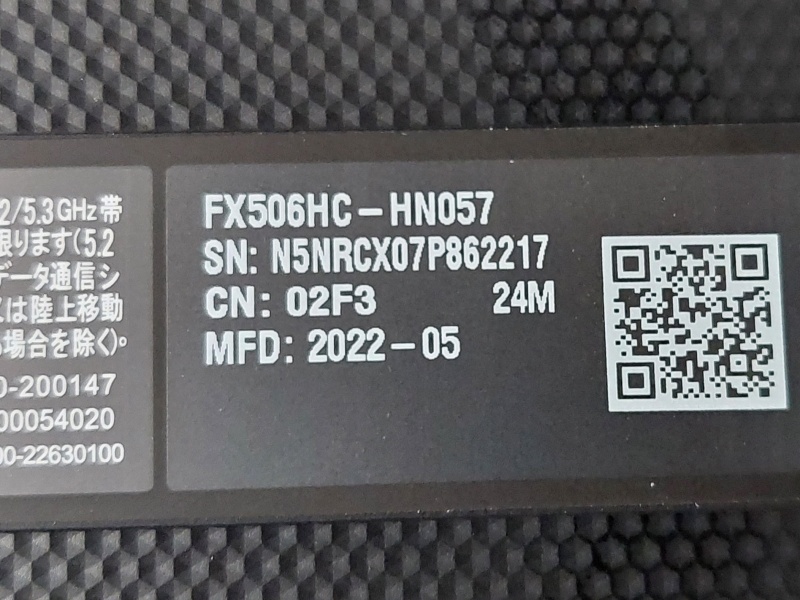 2/5.3GHz帯
限ります(5.2
データ通信シ
は陸上移動
場合を除く)。
0-200147
00054020
00-22630100
FX506HC-HN057
SN: N5NRCX07P862217
CN: 02F3 24M
MFD: 2022-05